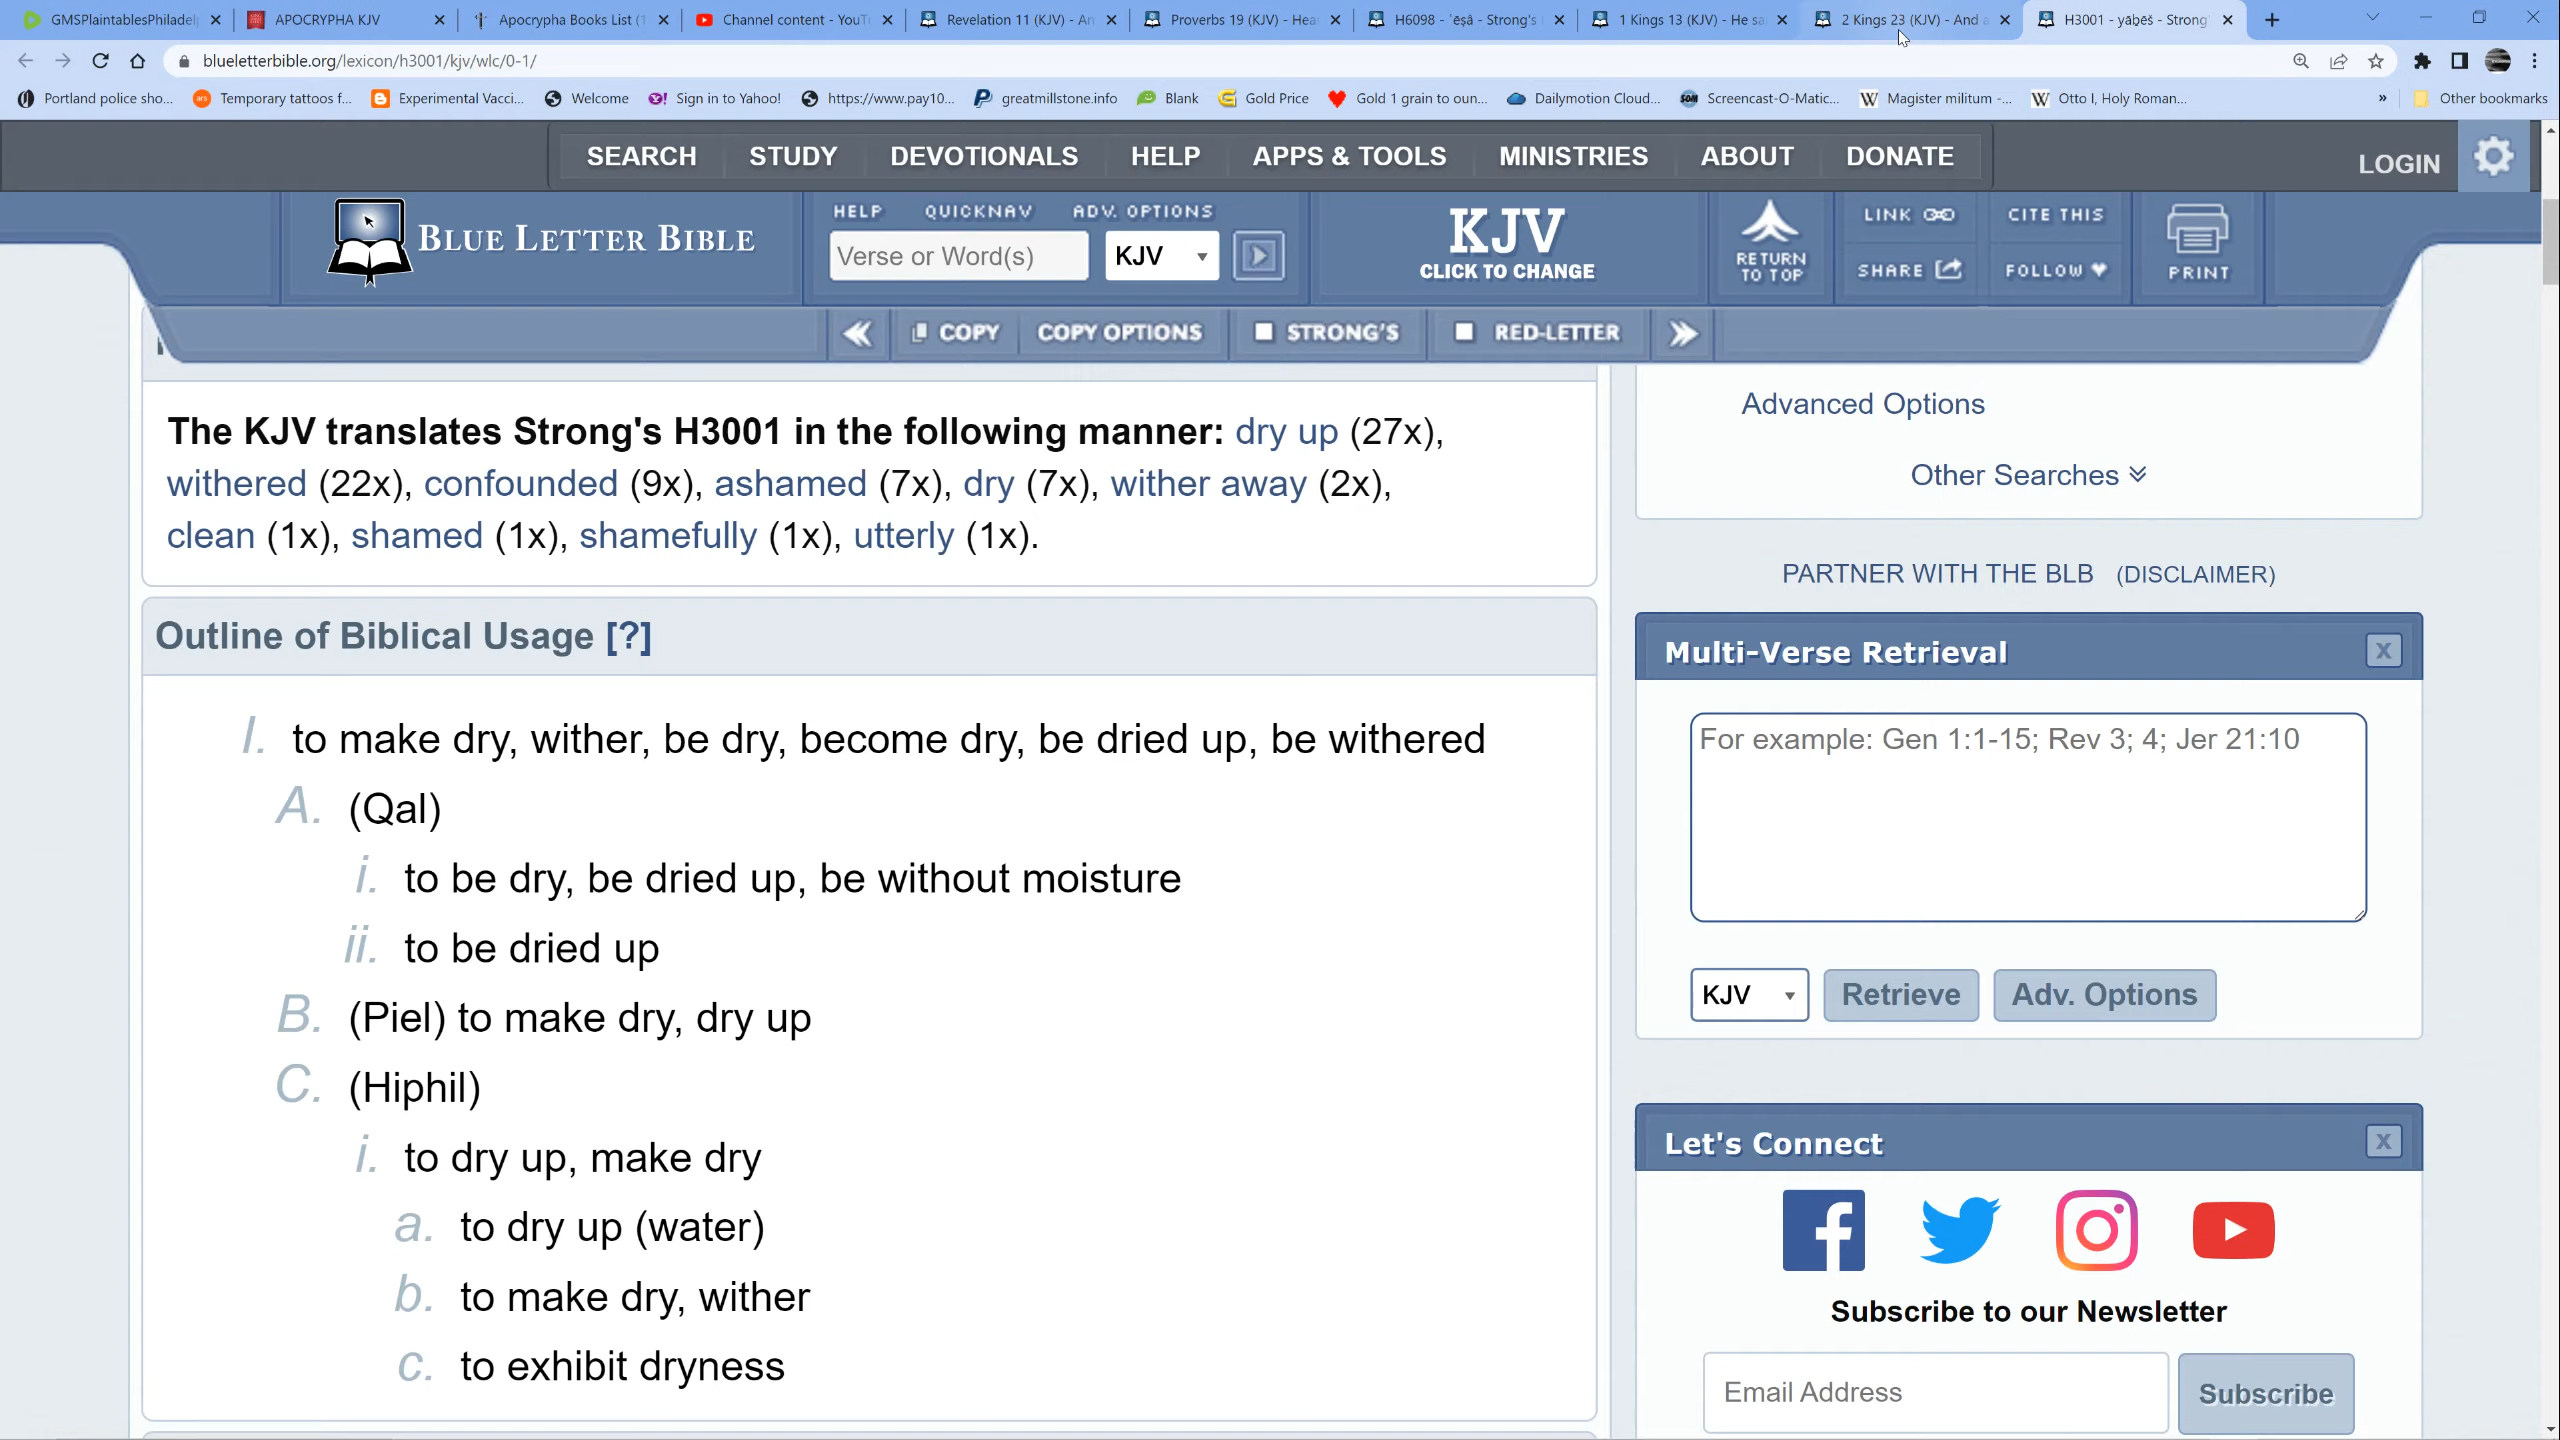 GMSPlaintablesPhiladel
APOCRYPHA KJV
Apocrypha Books List (1
Channel content - YouT
Revelation 11 (KJV) - An
Proverbs 19 (KJV) - Hea
H6098 - ʿēṣâ - Strong's
1 Kings 13 (KJV) - He sa
2 Kings 23 (KJV) - And
H3001 - yāḇēš - Strong
blueletterbible.org/lexicon/h3001/kjv/wlc/0-1/
Portland police sho...
Temporary tattoos f...
Experimental Vacci...
Welcome
Sign in to Yahoo!
https://www.pay10...
greatmillstone.info
Blank
Gold Price
Gold 1 grain to oun...
Dailymotion Cloud...
Screencast-O-Matic...
Magister militum -...
Otto I, Holy Roman...
»
Other bookmarks
SEARCH
STUDY
DEVOTIONALS
HELP
APPS & TOOLS
MINISTRIES
ABOUT
DONATE
LOGIN
BLUE LETTER BIBLE
HELP
QUICKNAV
ADV. OPTIONS
Verse or Word(s)
KJV
KJV
CLICK TO CHANGE
RETURN
TO TOP
LINK
CITE THIS
SHARE
FOLLOW
PRINT
COPY
COPY OPTIONS
STRONG'S
RED-LETTER
The KJV translates Strong's H3001 in the following manner: dry up (27x),
withered (22x), confounded (9x), ashamed (7x), dry (7x), wither away (2x),
clean (1x), shamed (1x), shamefully (1x), utterly (1x).
Outline of Biblical Usage [?]
I. to make dry, wither, be dry, become dry, be dried up, be withered
A. (Qal)
i. to be dry, be dried up, be without moisture
ii. to be dried up
B. (Piel) to make dry, dry up
C. (Hiphil)
i. to dry up, make dry
a. to dry up (water)
b. to make dry, wither
c. to exhibit dryness
Advanced Options
Other Searches
PARTNER WITH THE BLB (DISCLAIMER)
Multi-Verse Retrieval
X
For example: Gen 1:1-15; Rev 3; 4; Jer 21:10
KJV
Retrieve
Adv. Options
Let's Connect
X
Subscribe to our Newsletter
Email Address
Subscribe